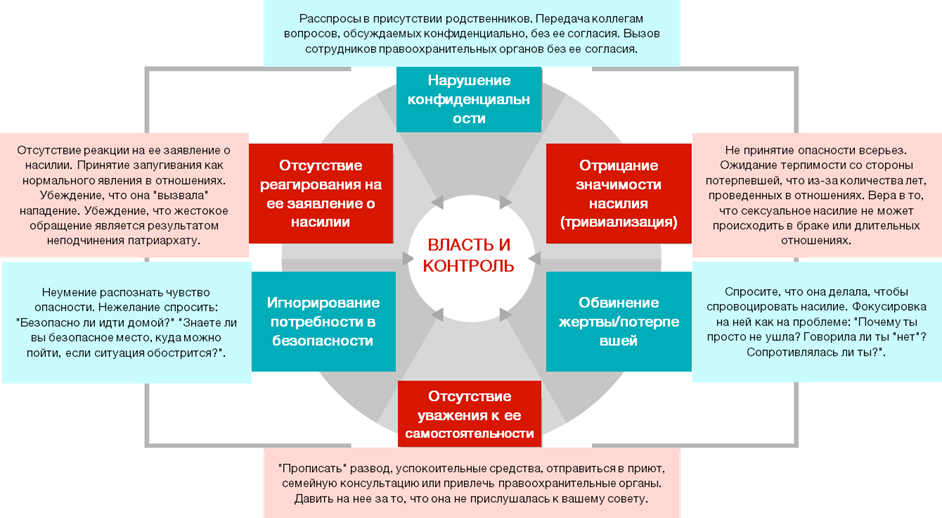 Расспросы в присутствии родственников. Передача коллегам
вопросов, обсуждаемых конфиденциально, без ее согласия. Вызов
сотрудников правоохранительных органов без ее согласия.
Нарушение
конфиденциальн
ости
Отсутствие реакции на ее заявление о
насилии. Принятие запугивания как
нормального явления в отношениях.
Убеждение, что она "вызвала"
нападение. Убеждение, что жестокое
обращение является результатом
неподчинения патриархату.
Отсутствие
реагирования на
ее заявление о
насилии
Отрицание
значимости
насилия
(тривиализация)
Не принятие опасности всерьез.
Ожидание терпимости со стороны
потерпевшей, что из-за количества лет,
проведенных в отношениях. Вера в то,
что сексуальное насилие не может
происходить в браке или длительных
отношениях.
ВЛАСТЬ И
КОНТРОЛЬ
Неумение распознать чувство
опасности. Нежелание спросить:
"Безопасно ли идти домой?" "Знаете ли
вы безопасное место, куда можно
пойти, если ситуация обострится?".
Игнорирование
потребности в
безопасности
Обвинение
жертвы/потерпе
вшей
Спросите, что она делала, чтобы
спровоцировать насилие. Фокусировка
на ней как на проблеме: "Почему ты
просто не ушла? Говорила ли ты "нет"?
Сопротивлялась ли ты?".
Отсутствие
уважения к ее
самостоятельности
"Прописать" развод, успокоительные средства, отправиться в приют,
семейную консультацию или привлечь правоохранительные органы.
Давить на нее за то, что она не прислушалась к вашему совету.